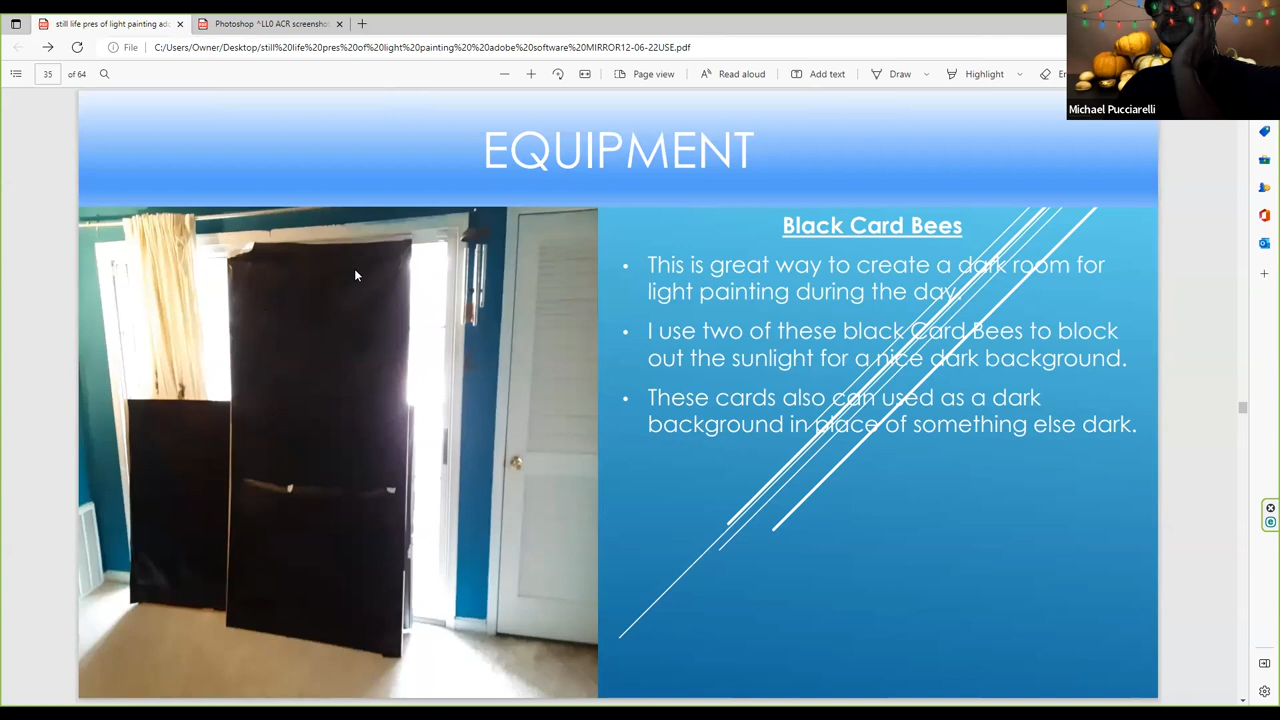 still life pres of light painting ado
Photoshop ^LL0 ACR screenshot
File
C:/Users/Owner/Desktop/still%20life%20pres%20of%20light%20painting%20%20adobe%20software%20MIRROR12-06-22USE.pdf
35 of 64
Page view
Read aloud
Add text
Draw
Highlight
Michael Pucciarelli
EQUIPMENT
Black Card Bees
• This is great way to create a dark room for
light painting during the day.
• I use two of these black Card Bees to block
out the sunlight for a nice dark background.
• These cards also can used as a dark
background in place of something else dark.